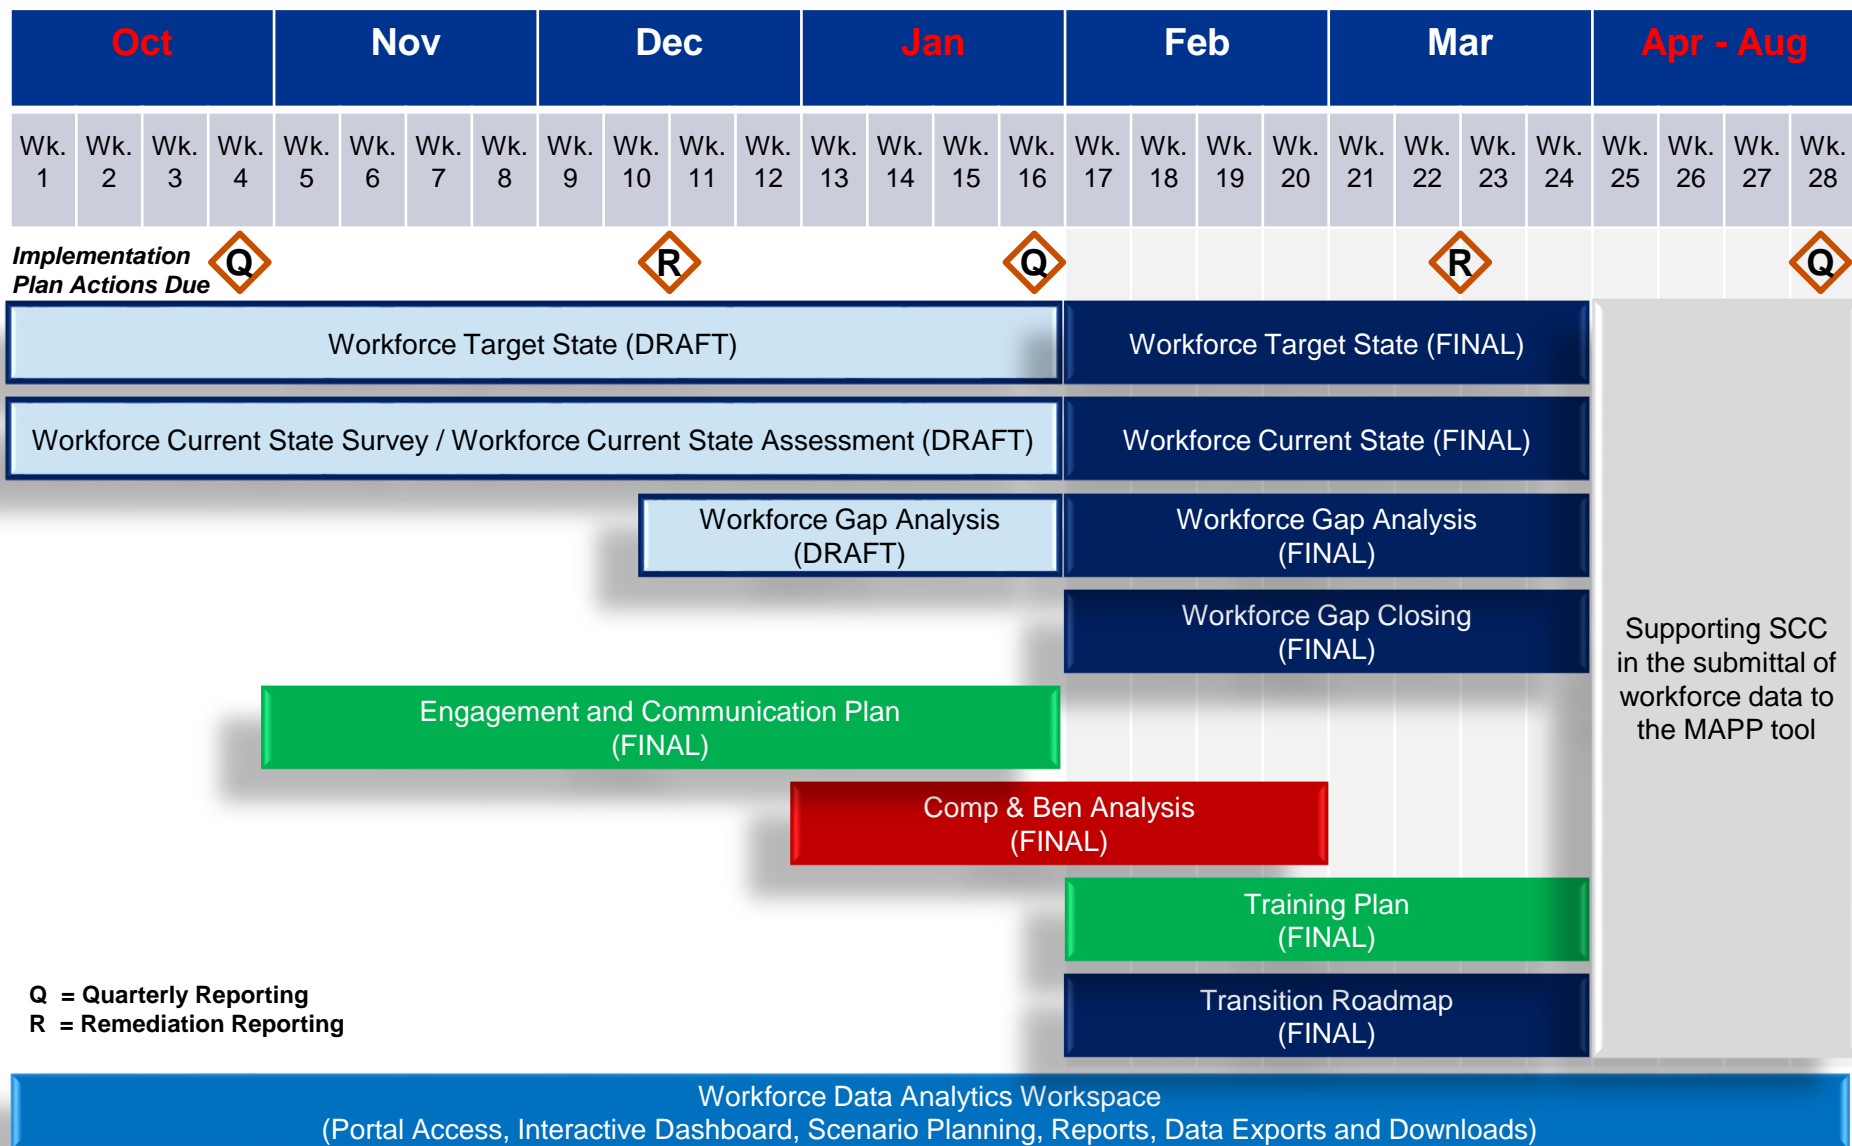 Oct Nov Dec Jan Feb Mar Apr - Aug
Wk. Wk. Wk. Wk. Wk. Wk. Wk. Wk. Wk. Wk. Wk. Wk. Wk. Wk. Wk. Wk. Wk. Wk. Wk. Wk. Wk. Wk. Wk. Wk. Wk. Wk. Wk. Wk.
1 2 3 4 5 6 7 8 9 10 11 12 13 14 15 16 17 18 19 20 21 22 23 24 25 26 27 28
Implementation
Plan Actions Due
Q R Q R Q
Workforce Target State (DRAFT)
Workforce Target State (FINAL)
Workforce Current State Survey / Workforce Current State Assessment (DRAFT)
Workforce Current State (FINAL)
Workforce Gap Analysis
(DRAFT)
Workforce Gap Analysis
(FINAL)
Workforce Gap Closing
(FINAL)
Supporting SCC
in the submittal of
workforce data to
the MAPP tool
Engagement and Communication Plan
(FINAL)
Comp & Ben Analysis
(FINAL)
Training Plan
(FINAL)
Transition Roadmap
(FINAL)
Q = Quarterly Reporting
R = Remediation Reporting
Workforce Data Analytics Workspace
(Portal Access, Interactive Dashboard, Scenario Planning, Reports, Data Exports and Downloads)